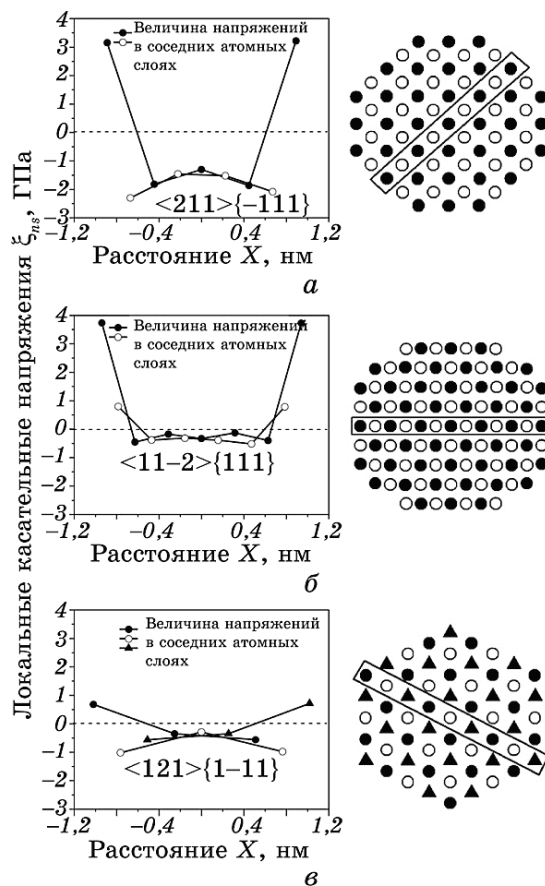 Локальные касательные напряжения ξns, ГПа
4
3
2
1
0
−1
−2
−3
Величина напряжений
в соседних атомных
слоях
<211>{−111}
−1,2
−0,4
0,4
1,2
Расстояние X, нм
а
4
3
2
1
0
−1
−2
−3
Величина напряжений
в соседних атомных
слоях
<11−2>{111}
−1,2
−0,4
0,4
1,2
Расстояние X, нм
б
4
3
2
1
0
−1
−2
−3
Величина напряжений
в соседних атомных
слоях
<121>{1−11}
−1,2
−0,4
0,4
1,2
Расстояние X, нм
в